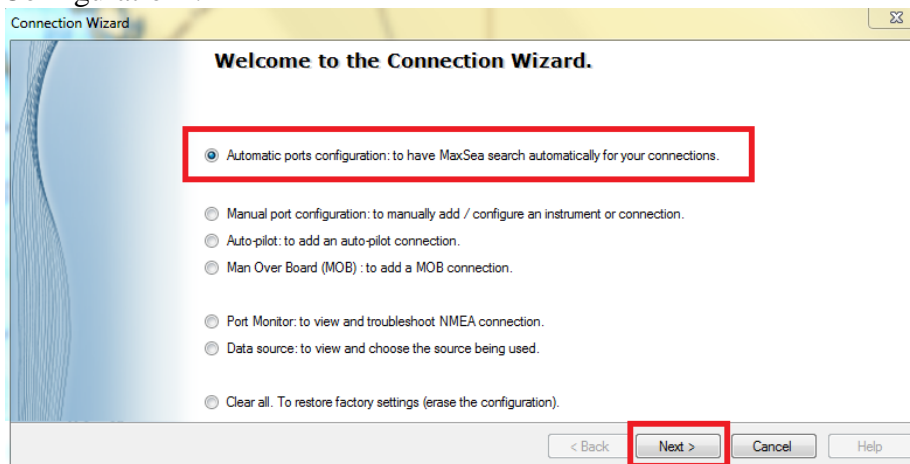 Connection Wizard
Welcome to the Connection Wizard.
Automatic ports configuration: to have MaxSea search automatically for your connections.
Manual port configuration: to manually add / configure an instrument or connection.
Auto-pilot: to add an auto-pilot connection.
Man Over Board (MOB) : to add a MOB connection.
Port Monitor: to view and troubleshoot NMEA connection.
Data source: to view and choose the source being used.
Clear all. To restore factory settings (erase the configuration).
< Back Next > Cancel Help